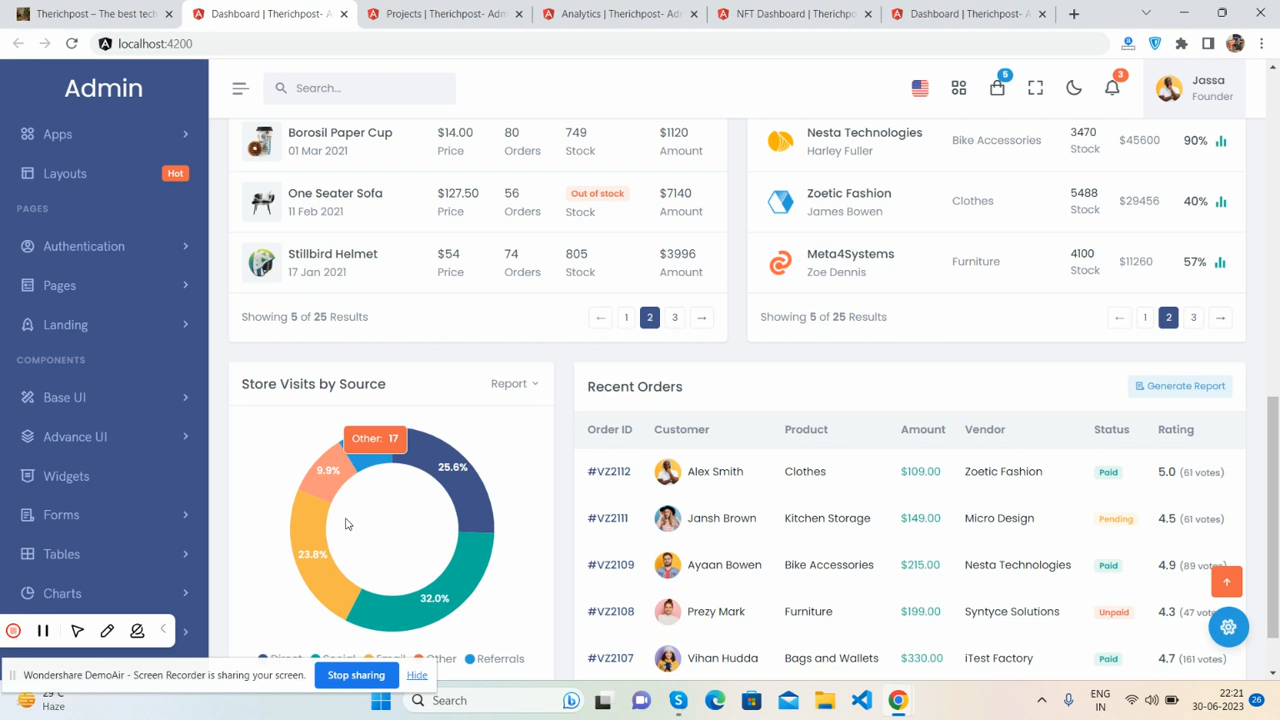 Therichpost — The best tech
Dashboard | Therichpost- A
Projects | Therichpost- Adm
Analytics | Therichpost- Adm
NFT Dashboard | Therichpo
Dashboard | Therichpost- A
localhost:4200
Admin
Search...
5
3
Jassa
Founder
Apps
Layouts
Hot
PAGES
Authentication
Pages
Landing
COMPONENTS
Base UI
Advance UI
Widgets
Forms
Tables
Charts
Borosil Paper Cup $14.00 80 749 $1120
01 Mar 2021 Price Orders Stock Amount
One Seater Sofa $127.50 56 Out of stock $7140
11 Feb 2021 Price Orders Stock Amount
Stillbird Helmet $54 74 805 $3996
17 Jan 2021 Price Orders Stock Amount
Showing 5 of 25 Results
← 1 2 3 →
Nesta Technologies Bike Accessories 3470 $45600 90%
Harley Fuller Stock
Zoetic Fashion Clothes 5488 $29456 40%
James Bowen Stock
Meta4Systems Furniture 4100 $11260 57%
Zoe Dennis Stock
Showing 5 of 25 Results
← 1 2 3 →
Store Visits by Source
Report
Other: 17
25.6%
9.9%
23.8%
32.0%
Direct Social Email Other Referrals
Recent Orders
Generate Report
Order ID Customer Product Amount Vendor Status Rating
#VZ2112 Alex Smith Clothes $109.00 Zoetic Fashion Paid 5.0 (61 votes)
#VZ2111 Jansh Brown Kitchen Storage $149.00 Micro Design Pending 4.5 (61 votes)
#VZ2109 Ayaan Bowen Bike Accessories $215.00 Nesta Technologies Paid 4.9 (89 votes)
#VZ2108 Prezy Mark Furniture $199.00 Syntyce Solutions Unpaid 4.3 (47 votes)
#VZ2107 Vihan Hudda Bags and Wallets $330.00 iTest Factory Paid 4.7 (161 votes)
Wondershare DemoAir - Screen Recorder is sharing your screen.
Stop sharing
Hide
29°C
Haze
Search
ENG
IN
22:21
30-06-2023
26